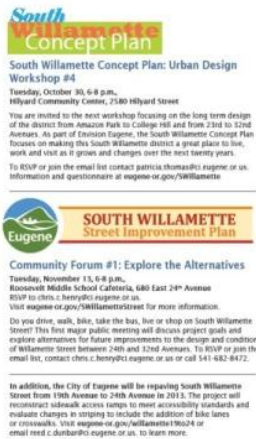 South
Willamette
Concept Plan
South Willamette Concept Plan: Urban Design
Workshop #4
Tuesday, October 30, 6-8 p.m.,
Hilyard Community Center, 2580 Hilyard Street
You are invited to the next workshop focusing on the long term design
of the district from Amazon Park to College Hill and from 23rd to 32nd
Avenues. As part of Envision Eugene, the South Willamette Concept Plan
focuses on making this South Willamette district a great place to live,
work and visit as it grows and changes over the next twenty years.
To RSVP or join the email list contact patricia.thomas@ci.eugene.or.us.
Information and questionnaire at eugene-or.gov/SWillamette
Eugene
SOUTH WILLAMETTE
Street Improvement Plan
Community Forum #1: Explore the Alternatives
Tuesday, November 13, 6-8 p.m.,
Roosevelt Middle School Cafeteria, 680 East 24th Avenue
RSVP to chris.c.henry@ci.eugene.or.us.
Visit eugene-or.gov/SWillametteStreet for more information.
Do you drive, walk, bike, take the bus, live or shop on South Willamette
Street? This first major public meeting will discuss project goals and
explore alternatives for future improvements to the design and condition
of Willamette Street between 24th and 32nd Avenues. To RSVP or join the
email list, contact chris.c.henry@ci.eugene.or.us or call 541-682-8472.
In addition, the City of Eugene will be repaving South Willamette
Street from 19th Avenue to 24th Avenue in 2013. The project will
reconstruct sidewalk access ramps to meet accessibility standards and
evaluate changes in striping to include the addition of bike lanes
or crosswalks. Visit eugene-or.gov/willamette19to24 or
email reed.c.dunbar@ci.eugene.or.us. to learn more.